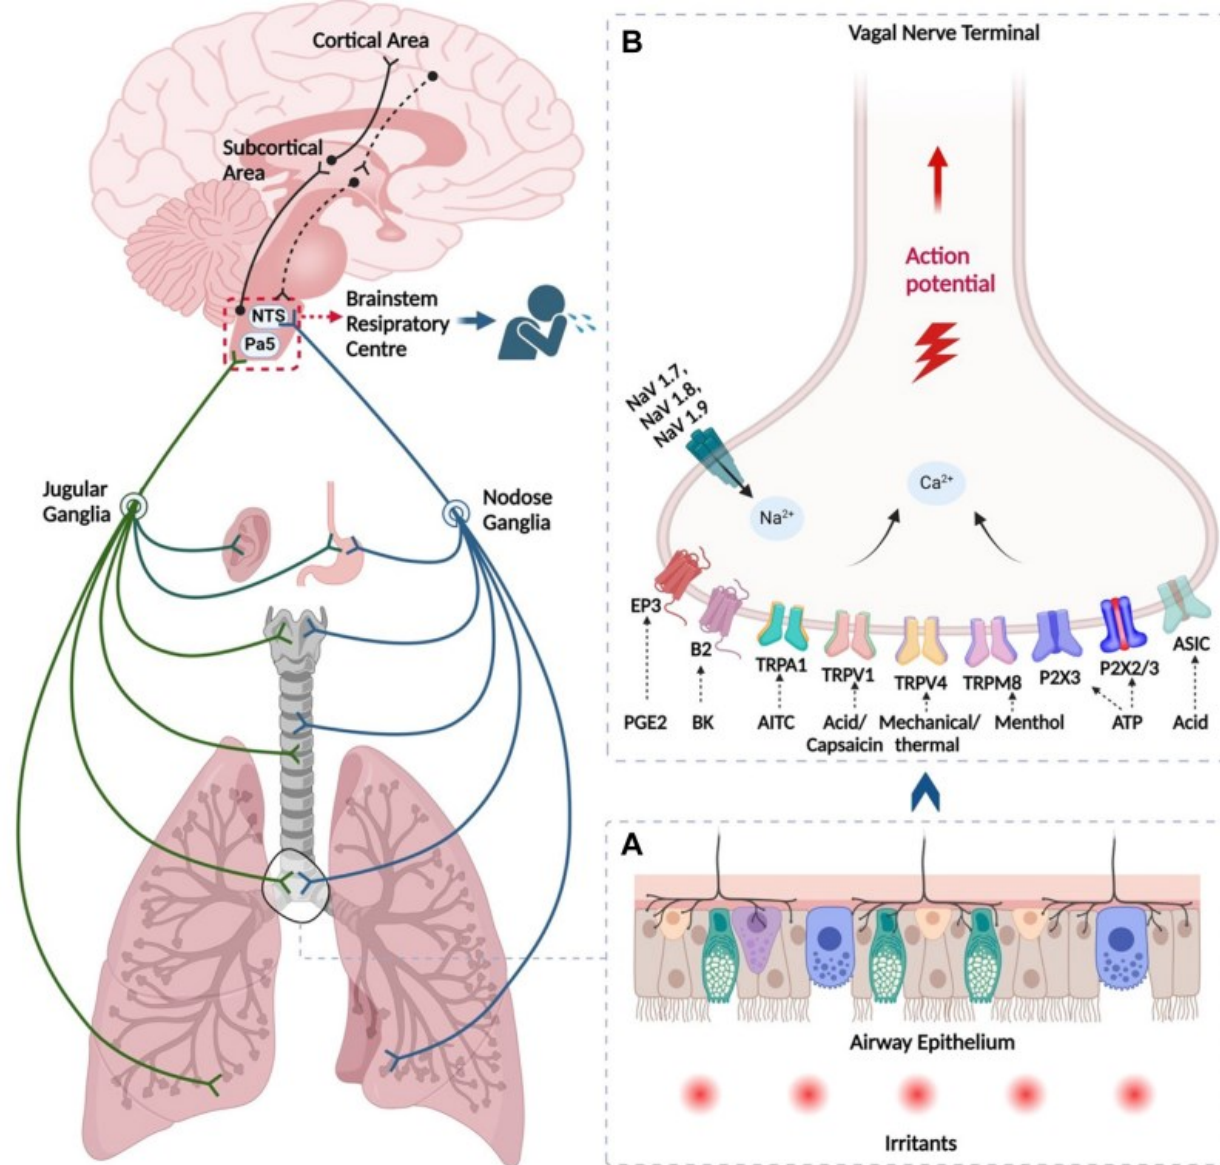 Cortical Area
Subcortical
Area
NTS
Pa5
Brainstem
Resipratory
Centre
Jugular
Ganglia
Nodose
Ganglia
B
Vagal Nerve Terminal
Action
potential
NaV 1.7,
NaV 1.8,
NaV 1.9
Na²⁺
Ca²⁺
EP3
B2
TRPA1
TRPV1
TRPV4
TRPM8
P2X3
P2X2/3
ASIC
PGE2
BK
AITC
Acid/
Capsaicin
Mechanical/
thermal
Menthol
ATP
Acid
A
Airway Epithelium
Irritants